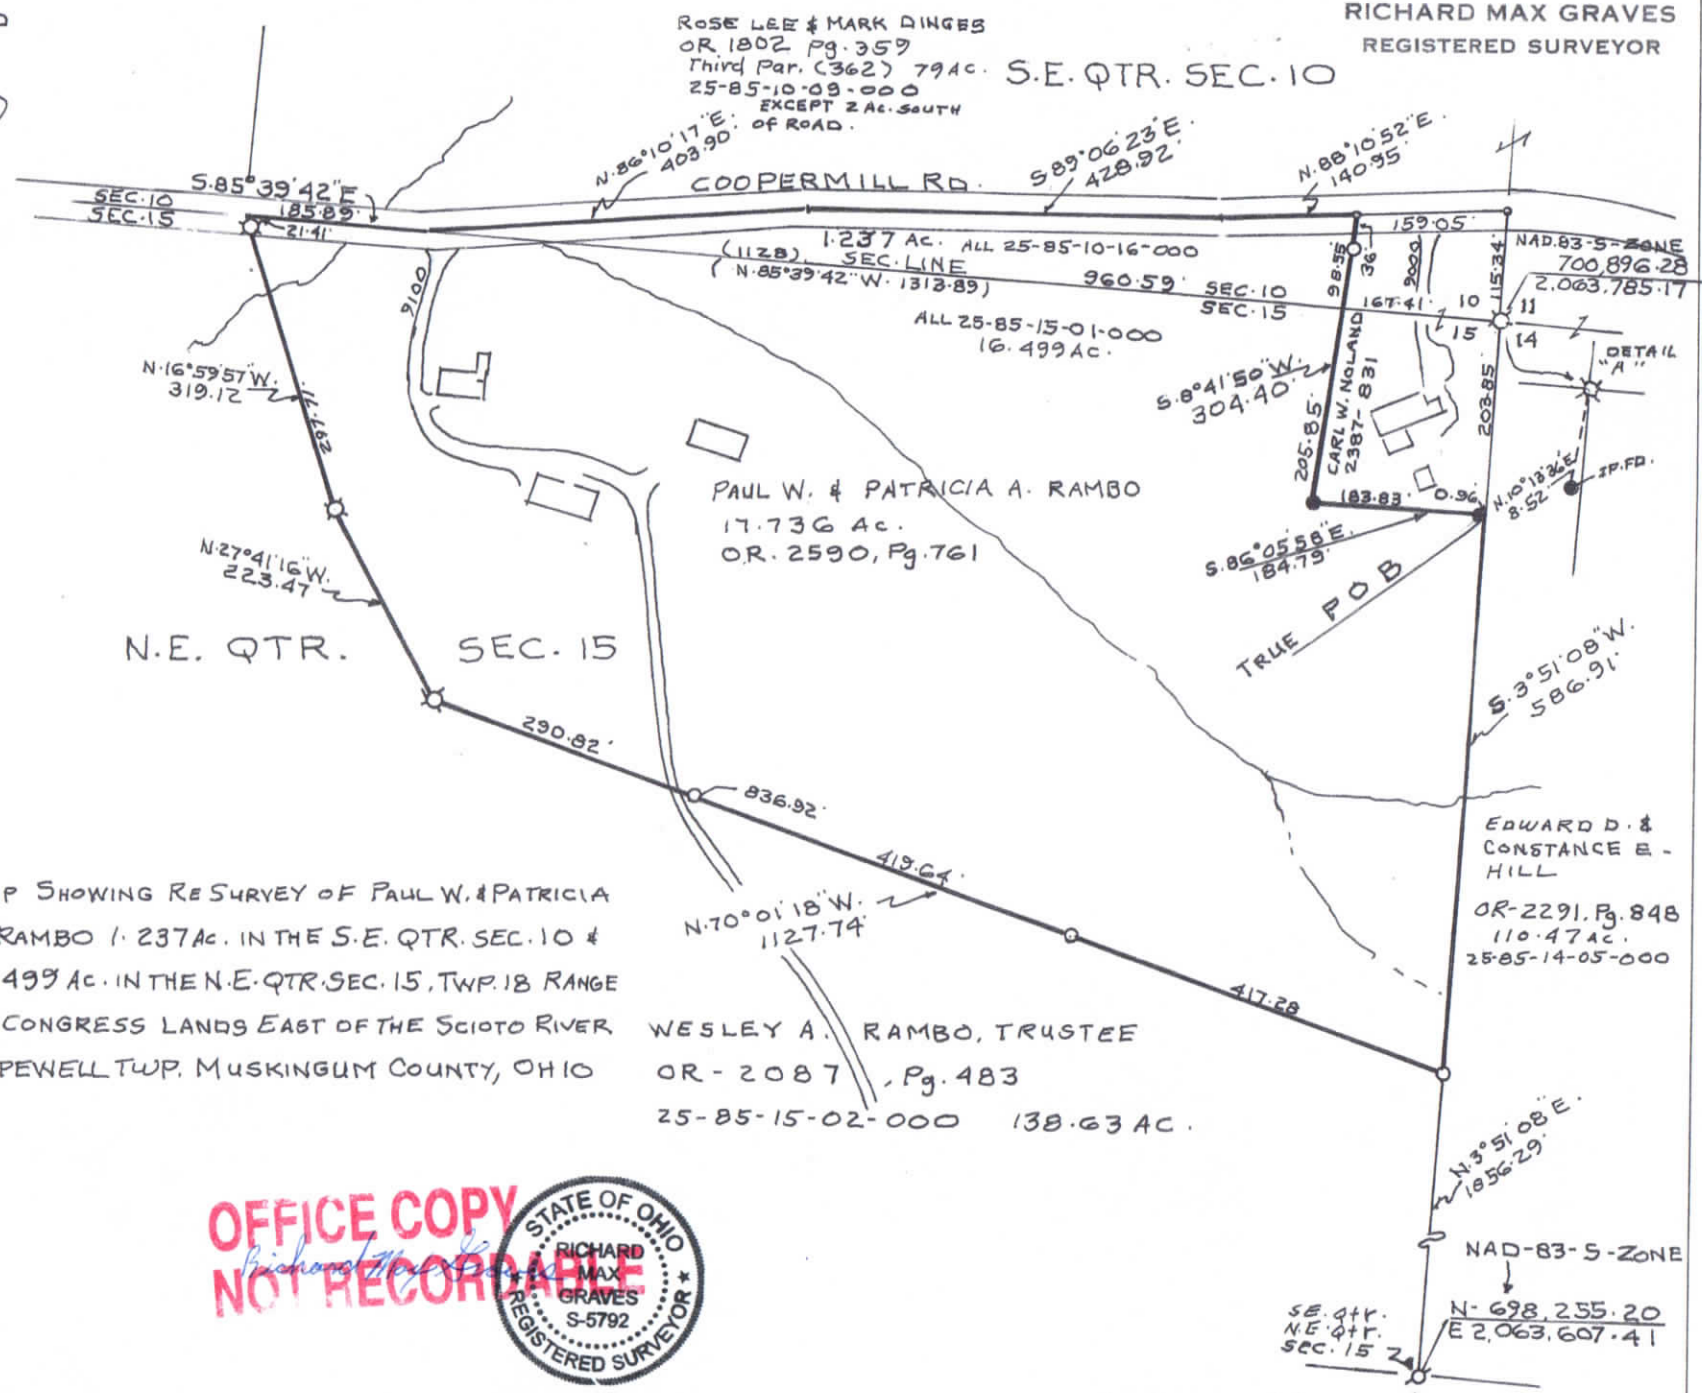 RICHARD MAX GRAVES
REGISTERED SURVEYOR
ROSE LEE & MARK DINGES
OR 1802 Pg. 359
Third Par. (362) 79 AC.
25-85-10-09-000
EXCEPT 2 AC. SOUTH
of ROAD.
S.E. QTR. SEC. 10
S.85°39'42"E
185.89'
21.41'
SEC. 10
SEC. 15
N.86°10'17"E.
403.90'
COOPERMILL RD.
S.89°06'23"E.
428.92'
N.88°10'52"E.
140.95'
159.05'
1.237 AC. ALL 25-85-10-16-000
(1128) SEC. LINE
(N.85°39'42"W. 1313.89)
960.59'
SEC. 10
SEC. 15
ALL 25-85-15-01-000
16.499 AC.
98.55'
36'
9000
115.34'
167.41'
10
11
15
14
NAD.83-S-ZONE
700,896.28
2,063,785.17
DETAIL
"A"
9100
N.16°59'57"W.
319.12
297.71
S.8°41'50"W.
304.40'
205.85'
CARL W. NOLAND
2387-831
203.85
183.83'
0.96'
N.10°13'36"E
8.52'
IP.FD.
S.86°05'58"E.
184.79'
TRUE POB
PAUL W. & PATRICIA A. RAMBO
17.736 AC.
OR. 2590, Pg. 761
N.27°41'16"W.
223.47
N.E. QTR. SEC. 15
S.3°51'08"W.
586.91'
290.82'
836.92'
419.64'
N.70°01'18"W.
1127.74'
417.28
EDWARD D. &
CONSTANCE E.
HILL
OR-2291, Pg. 848
110.47 AC.
25-85-14-05-000
P SHOWING RESURVEY OF PAUL W. & PATRICIA
RAMBO 1.237 AC. IN THE S.E. QTR. SEC. 10 &
499 AC. IN THE N.E. QTR. SEC. 15, TWP. 18 RANGE
CONGRESS LANDS EAST OF THE SCIOTO RIVER
PEWELL TWP. MUSKINGUM COUNTY, OHIO
WESLEY A. RAMBO, TRUSTEE
OR-2087, Pg. 483
25-85-15-02-000 138.63 AC.
N.3°51'08"E.
1856.29'
NAD-83-S-ZONE
N-698,255.20
E 2,063,607.41
SE. qtr.
N.E. qtr.
SEC. 15
OFFICE COPY
NOT RECORDABLE
Richard Max Graves
STATE OF OHIO
RICHARD
MAX
GRAVES
S-5792
REGISTERED SURVEYOR